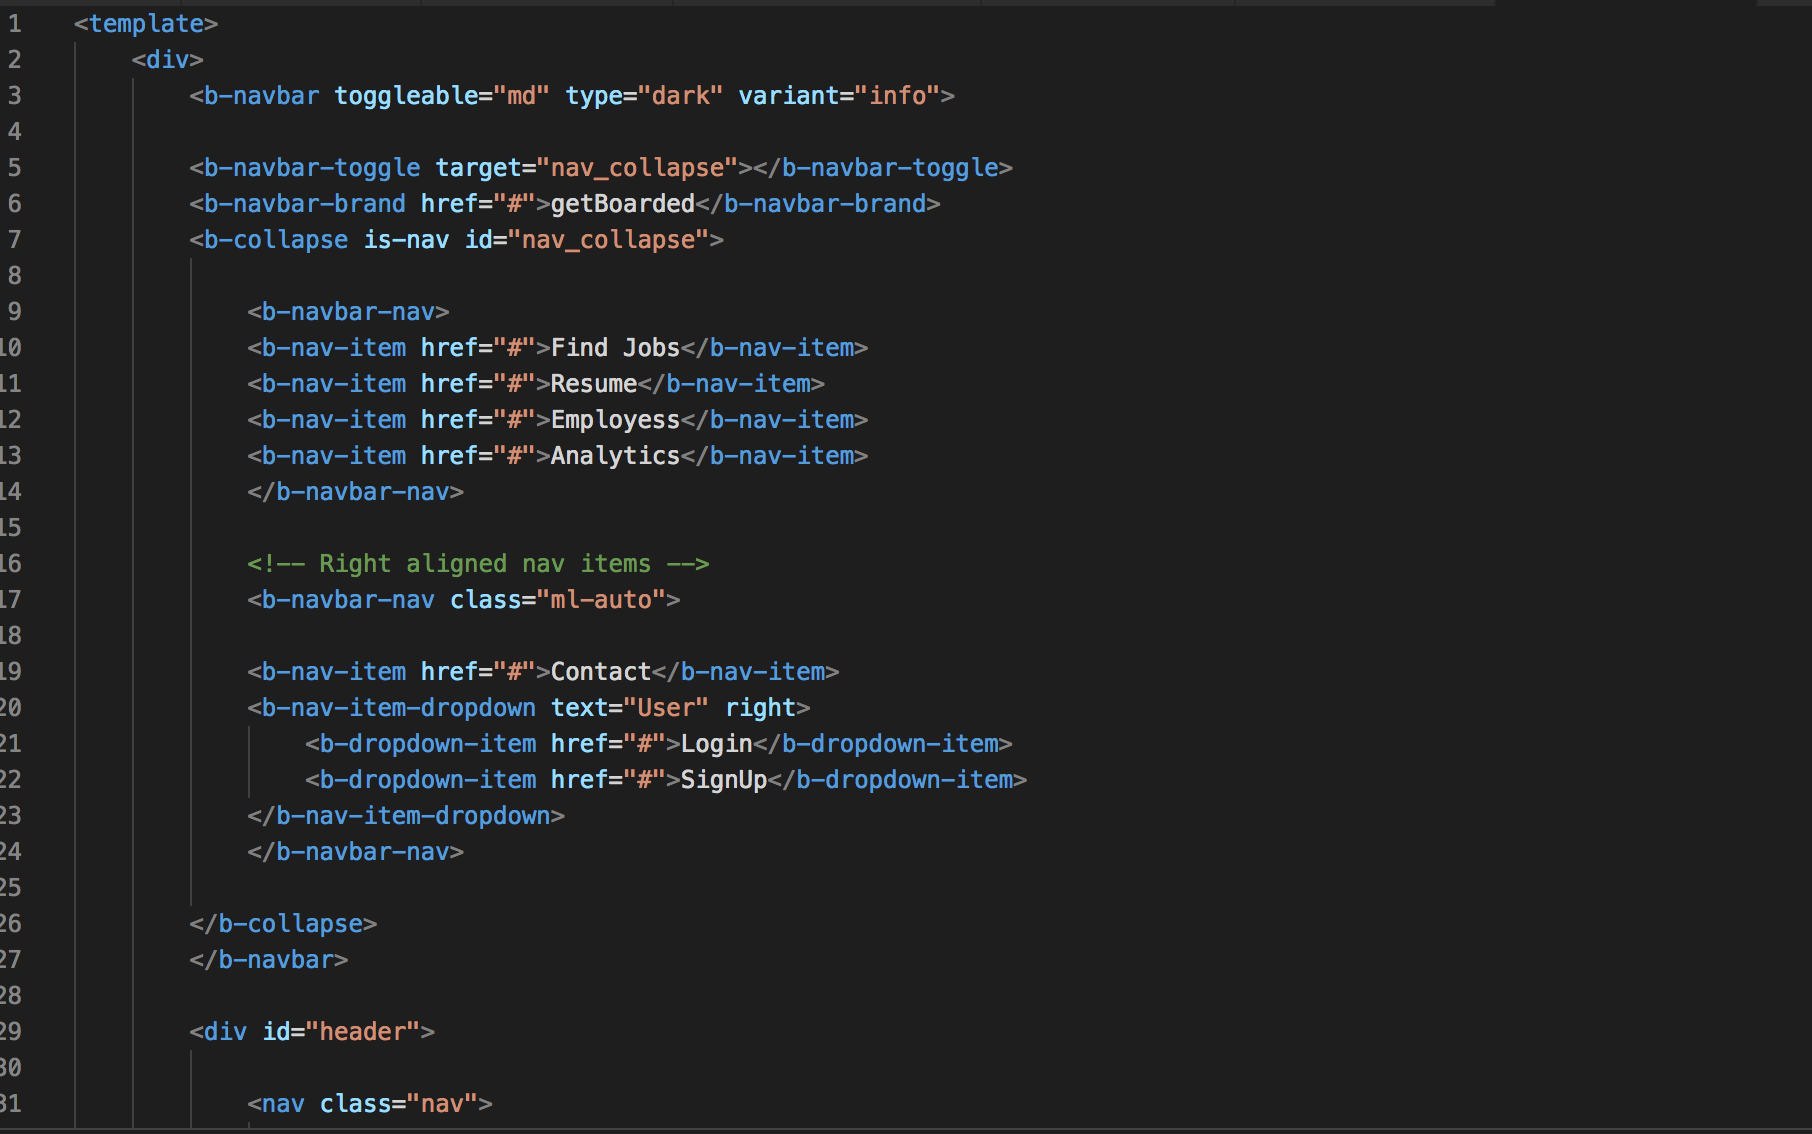 1 <template>
2 <div>
3 <b-navbar toggleable="md" type="dark" variant="info">
4
5 <b-navbar-toggle target="nav_collapse"></b-navbar-toggle>
6 <b-navbar-brand href="#">getBoarded</b-navbar-brand>
7 <b-collapse is-nav id="nav_collapse">
8
9 <b-navbar-nav>
10 <b-nav-item href="#">Find Jobs</b-nav-item>
11 <b-nav-item href="#">Resume</b-nav-item>
12 <b-nav-item href="#">Employess</b-nav-item>
13 <b-nav-item href="#">Analytics</b-nav-item>
14 </b-navbar-nav>
15
16 <!-- Right aligned nav items -->
17 <b-navbar-nav class="ml-auto">
18
19 <b-nav-item href="#">Contact</b-nav-item>
20 <b-nav-item-dropdown text="User" right>
21 <b-dropdown-item href="#">Login</b-dropdown-item>
22 <b-dropdown-item href="#">SignUp</b-dropdown-item>
23 </b-nav-item-dropdown>
24 </b-navbar-nav>
25
26 </b-collapse>
27 </b-navbar>
28
29 <div id="header">
30
31 <nav class="nav">